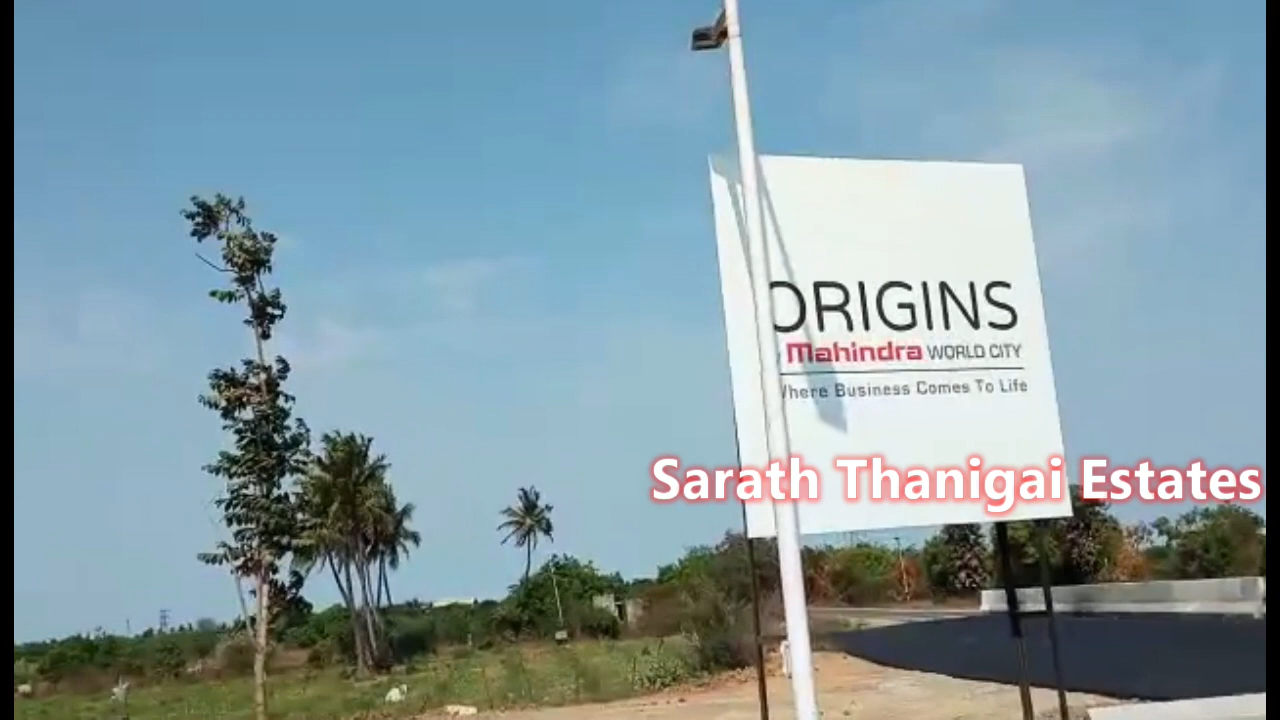 ORIGINS
Mahindra WORLD CITY
Where Business Comes To Life
Sarath Thanigai Estates